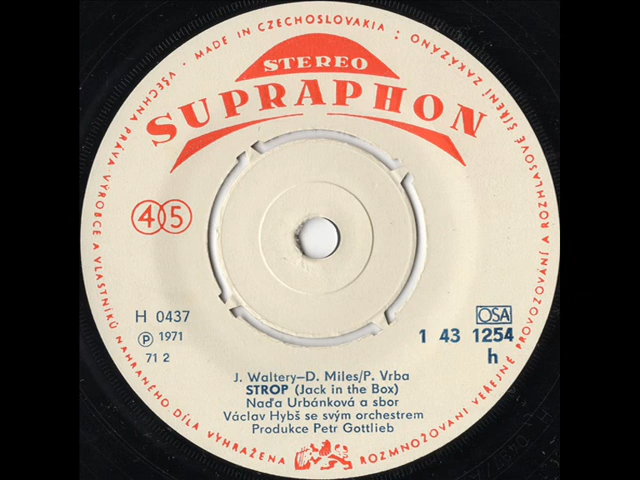 VŠECHNA PRÁVA VÝROBCE A VLASTNÍKŮ NAHRANÉHO DÍLA VÝHRAŽENA
• MADE IN CZECHOSLOVAKIA :
ROZMNOŽOVÁNÍ VEŘEJNÉ PROVOZOVÁNÍ A ROZHLASOVÉ ŠÍŘENÍ ZAKÁZÁNO
STEREO
SUPRAPHON
45
H 0437
Ⓟ 1971
71 2
OSA
1 43 1254
h
J. Waltery–D. Miles/P. Vrba
STROP (Jack in the Box)
Naďa Urbánková a sbor
Václav Hybš se svým orchestrem
Produkce Petr Gottlieb